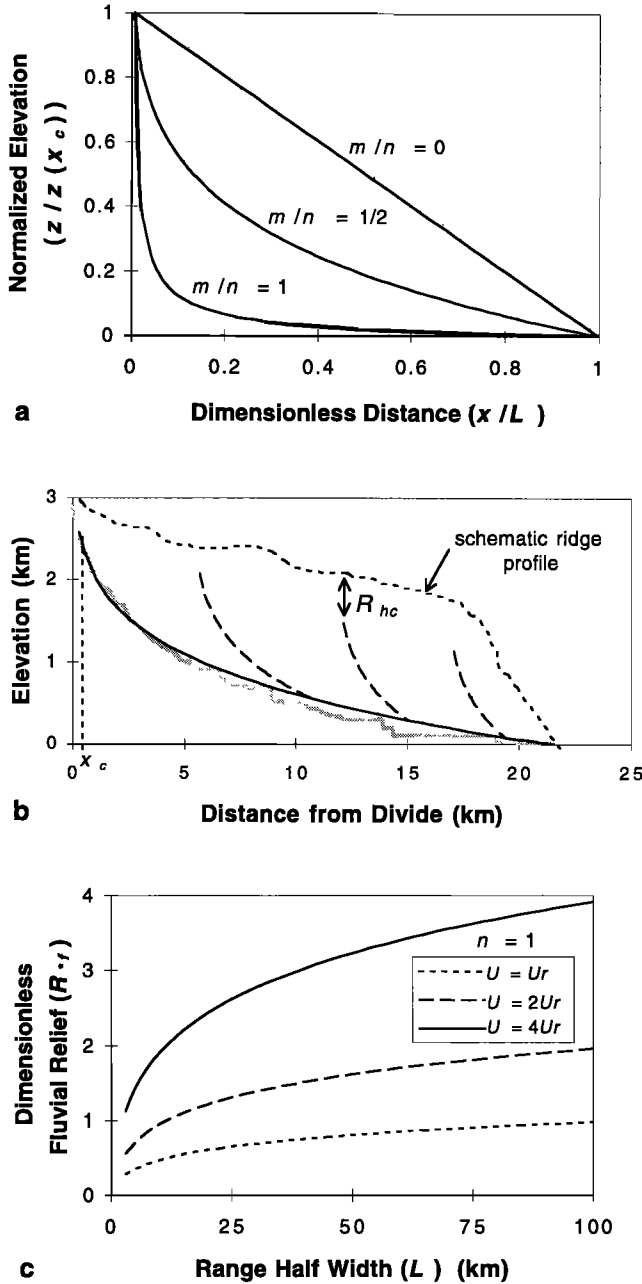 1
0.8
0.6
0.4
0.2
0
Normalized Elevation
(z / z (x c))
m/n = 0
m/n = 1/2
m/n = 1
0 0.2 0.4 0.6 0.8 1
Dimensionless Distance (x/L)
a
3
2
1
0
Elevation (km)
schematic ridge
profile
R hc
0 5 10 15 20 25
x c
Distance from Divide (km)
b
4
3
2
1
0
Dimensionless
Fluvial Relief (R*f)
n = 1
U = Ur
U = 2Ur
U = 4Ur
0 25 50 75 100
Range Half Width (L) (km)
c